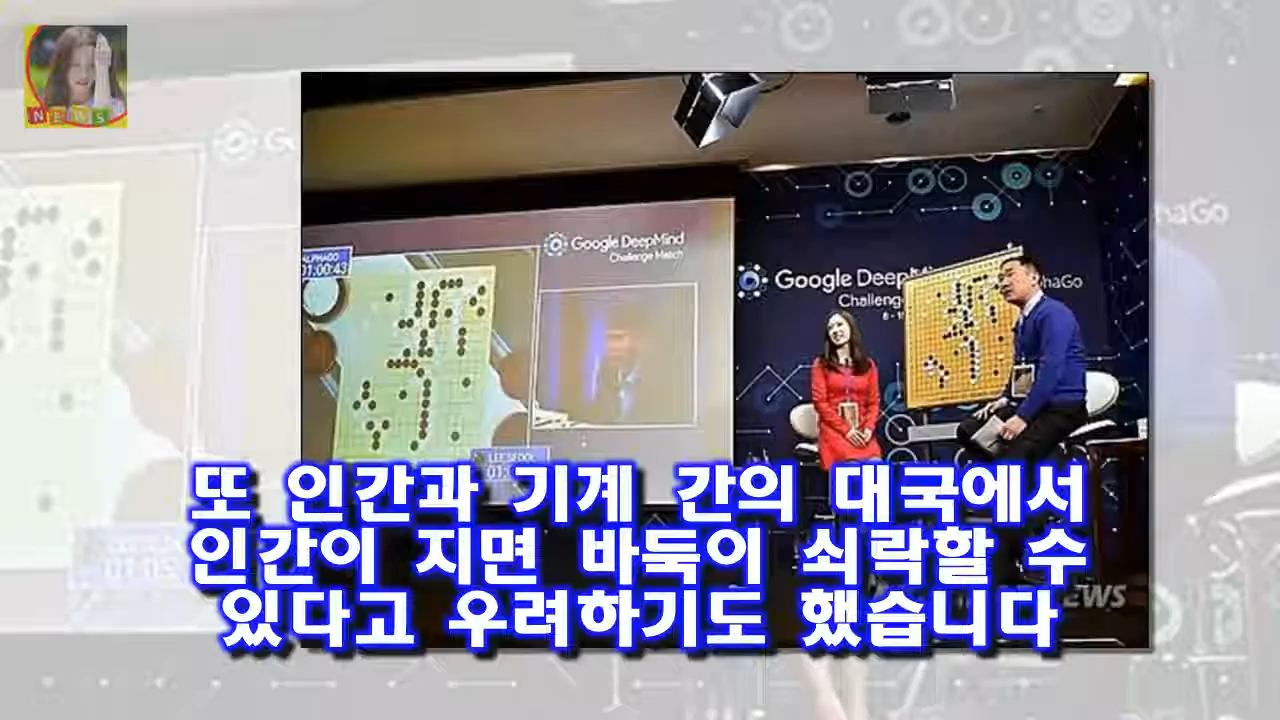 NEWS
ALPHAGO
01:00:43
Google DeepMind
Challenge Match
Google Deep
Challenge
haGo
LEE SEDOL
또 인간과 기계 간의 대국에서
인간이 지면 바둑이 쇠락할 수
있다고 우려하기도 했습니다
EWS
haGo